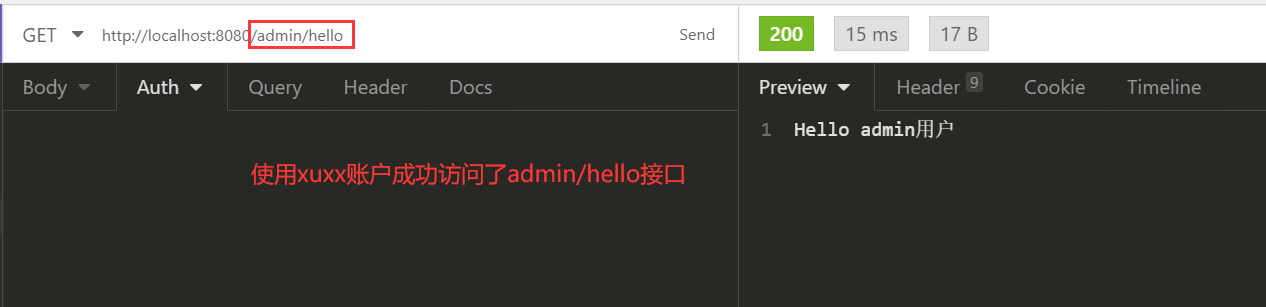 GET http://localhost:8080/admin/hello Send 200 15 ms 17 B
Body Auth Query Header Docs Preview Header 9 Cookie Timeline
1 Hello admin用户
使用xuxx账户成功访问了admin/hello接口